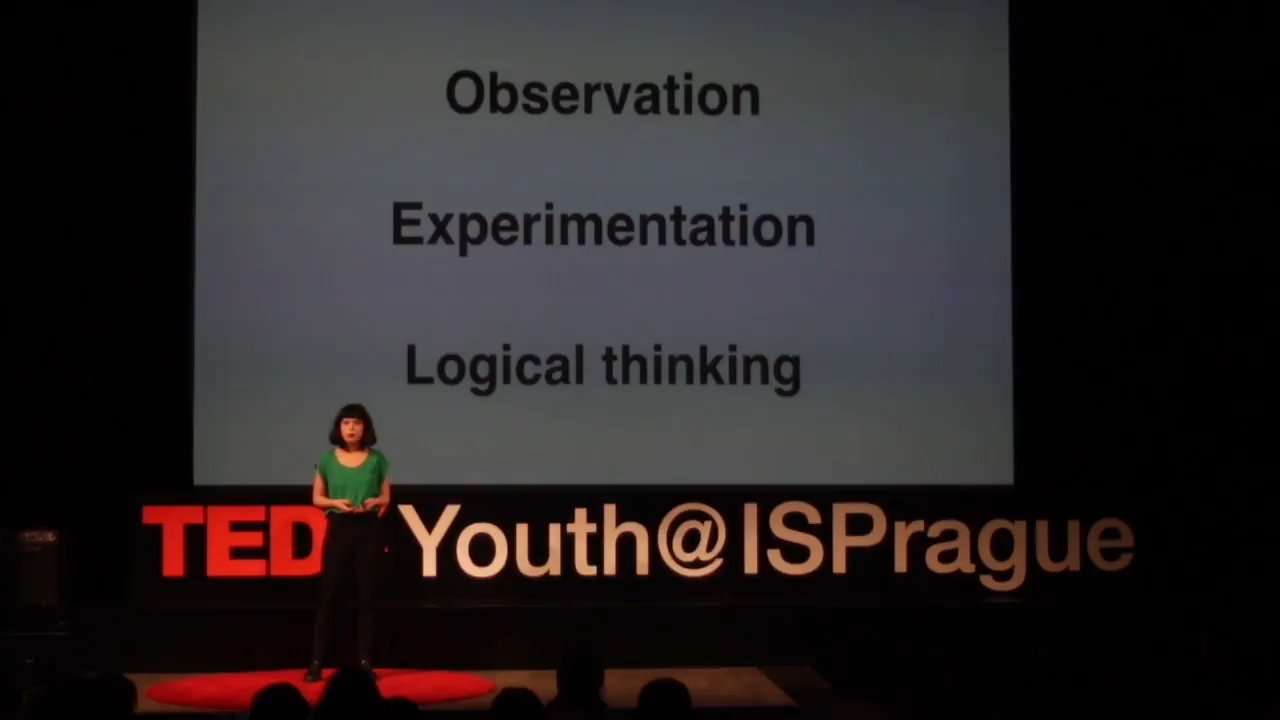 Observation
Experimentation
Logical thinking
TEDxYouth@ISPrague